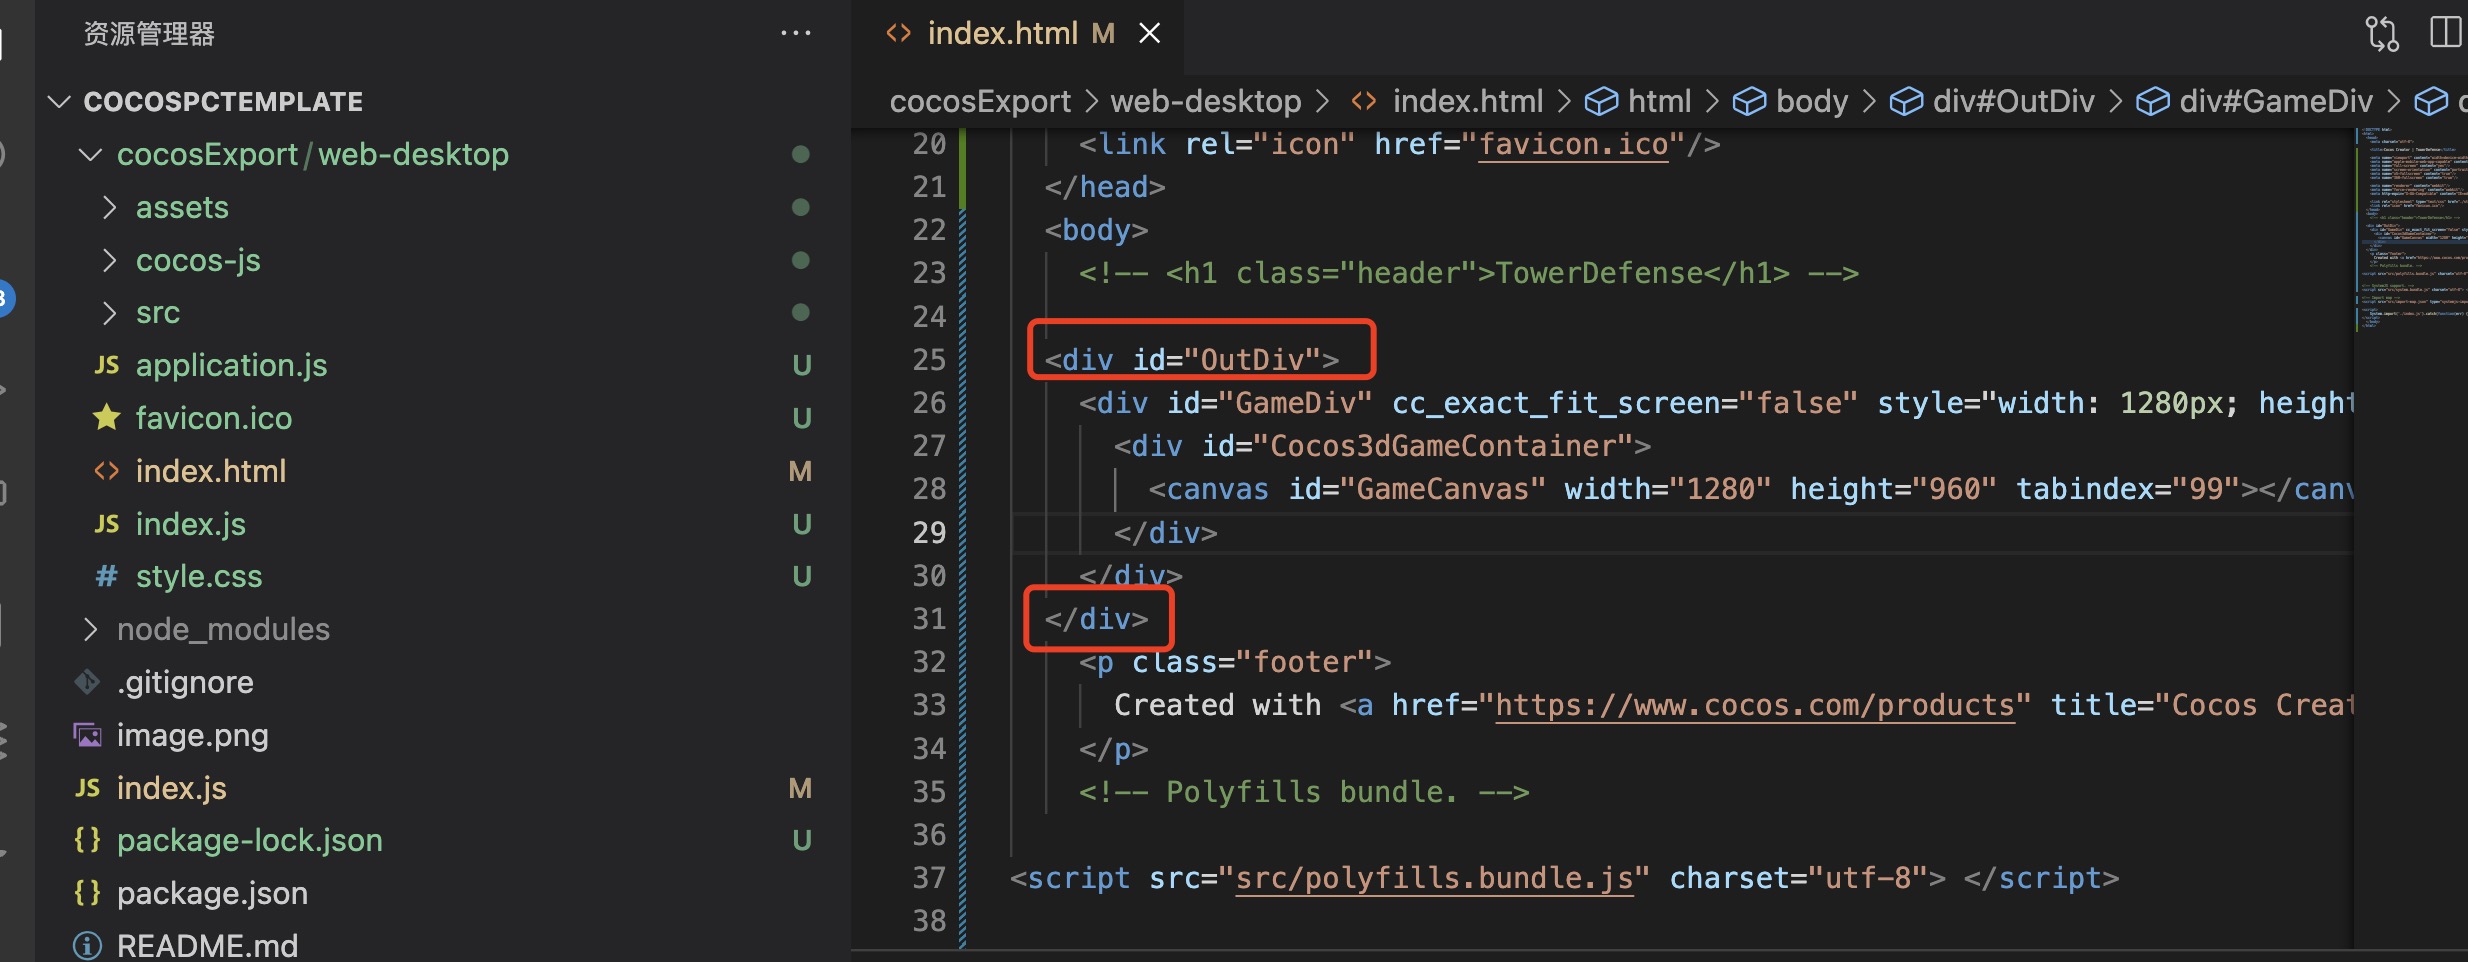 资源管理器
COCOSPCTEMPLATE
cocosExport/web-desktop
assets
cocos-js
src
JS application.js U
favicon.ico U
<> index.html M
JS index.js U
# style.css U
node_modules
.gitignore
image.png
JS index.js M
{} package-lock.json U
{} package.json
README.md
<> index.html M
cocosExport > web-desktop > <> index.html > html > body > div#OutDiv > div#GameDiv >
20 <link rel="icon" href="favicon.ico"/>
21 </head>
22 <body>
23 <!-- <h1 class="header">TowerDefense</h1> -->
24
25 <div id="OutDiv">
26 <div id="GameDiv" cc_exact_fit_screen="false" style="width: 1280px; height
27 <div id="Cocos3dGameContainer">
28 <canvas id="GameCanvas" width="1280" height="960" tabindex="99"></canv
29 </div>
30 </div>
31 </div>
32 <p class="footer">
33 Created with <a href="https://www.cocos.com/products" title="Cocos Creat
34 </p>
35 <!-- Polyfills bundle. -->
36
37 <script src="src/polyfills.bundle.js" charset="utf-8"> </script>
38